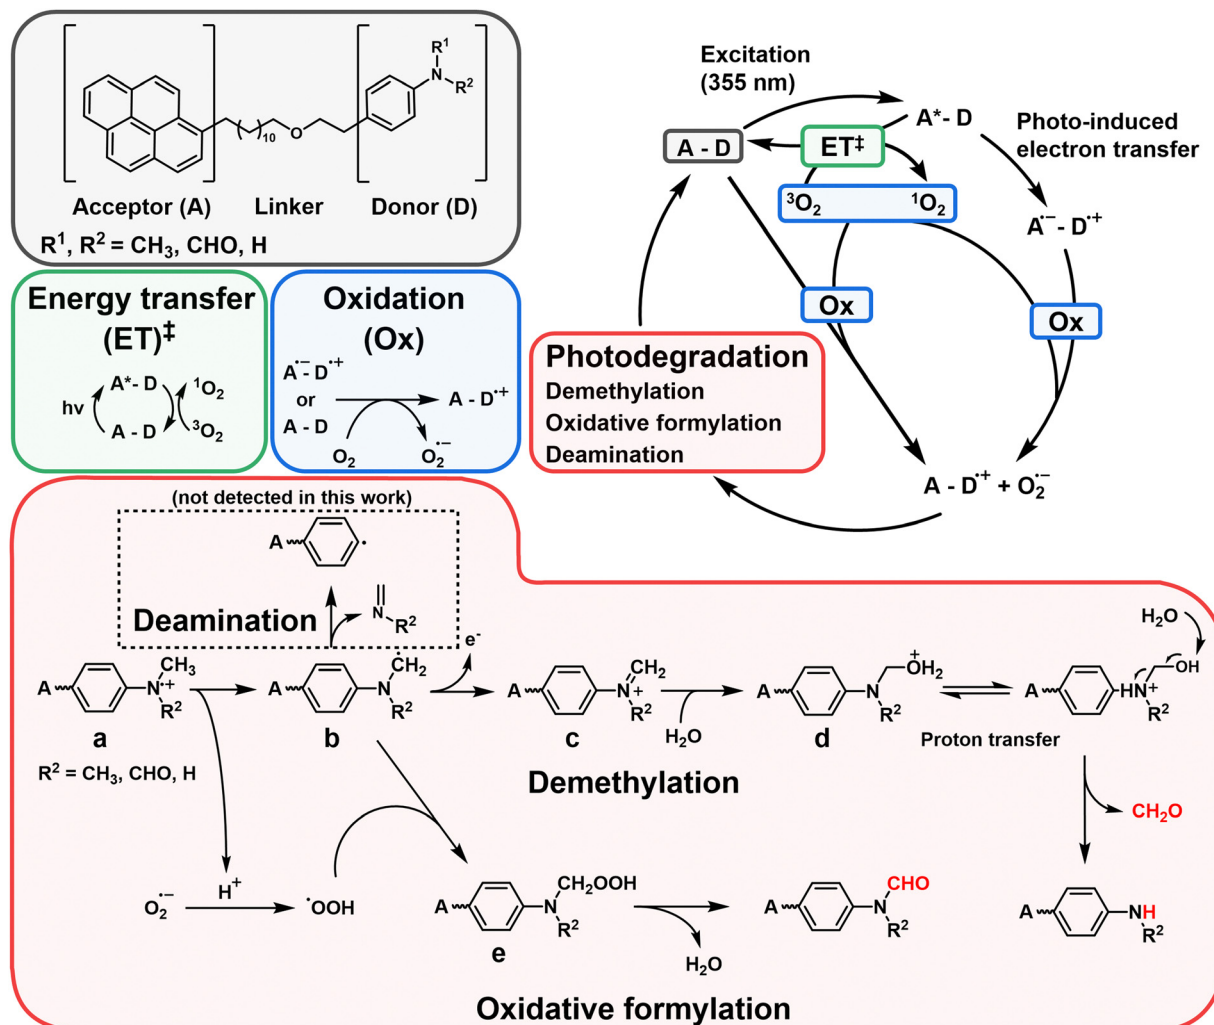 R¹
N
R²
10
O
Acceptor (A)
Linker
Donor (D)
R¹, R² = CH₃, CHO, H
Energy transfer
(ET)‡
A* - D
hν
A - D
¹O₂
³O₂
Oxidation
(Ox)
A•− - D•+
or
A - D
A - D•+
O₂
O₂•−
Excitation
(355 nm)
A* - D
A - D
ET‡
Photo-induced
electron transfer
³O₂
¹O₂
A•− - D•+
Ox
Ox
Photodegradation
Demethylation
Oxidative formylation
Deamination
A - D•+ + O₂•−
(not detected in this work)
A
•
Deamination
N
R²
e-
H₂O
A
CH₃
N•+
R²
a
R² = CH₃, CHO, H
A
•CH₂
N
R²
b
A
CH₂
N
+
R²
c
H₂O
A
+
OH₂
N
R²
d
Proton transfer
A
HN+
OH
R²
Demethylation
CH₂O
O₂•−
H+
•OOH
A
CH₂OOH
N
R²
e
H₂O
A
CHO
N
R²
A
NH
R²
Oxidative formylation